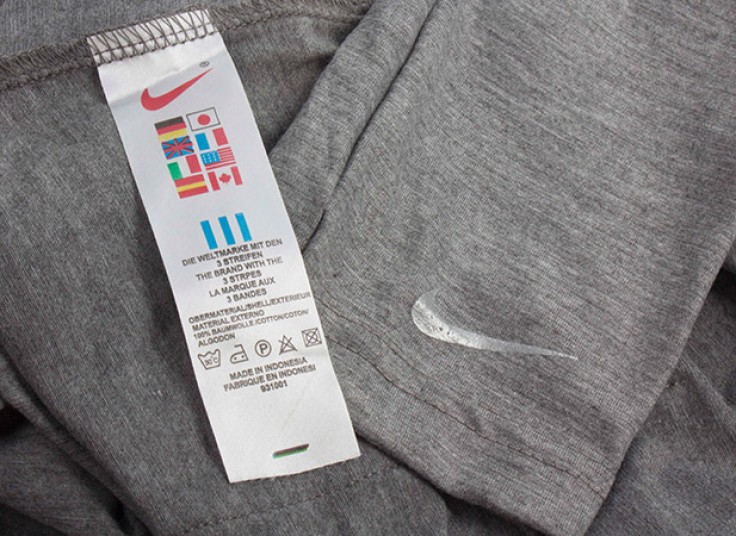 ®
DIE WELTMARKE MIT DEN
3 STREIFEN
THE BRAND WITH THE
3 STRPES
LA MARQUE AUX
3 BANDES
OBERMATERIAL/SHELL/EXTERIEUR
MATERIAL EXTERNO
100% BAUMWOLLE/COTTON/COTON/
ALGODON
P
MADE IN INDONESIA
FABRIQUE EN INDONESI
931001